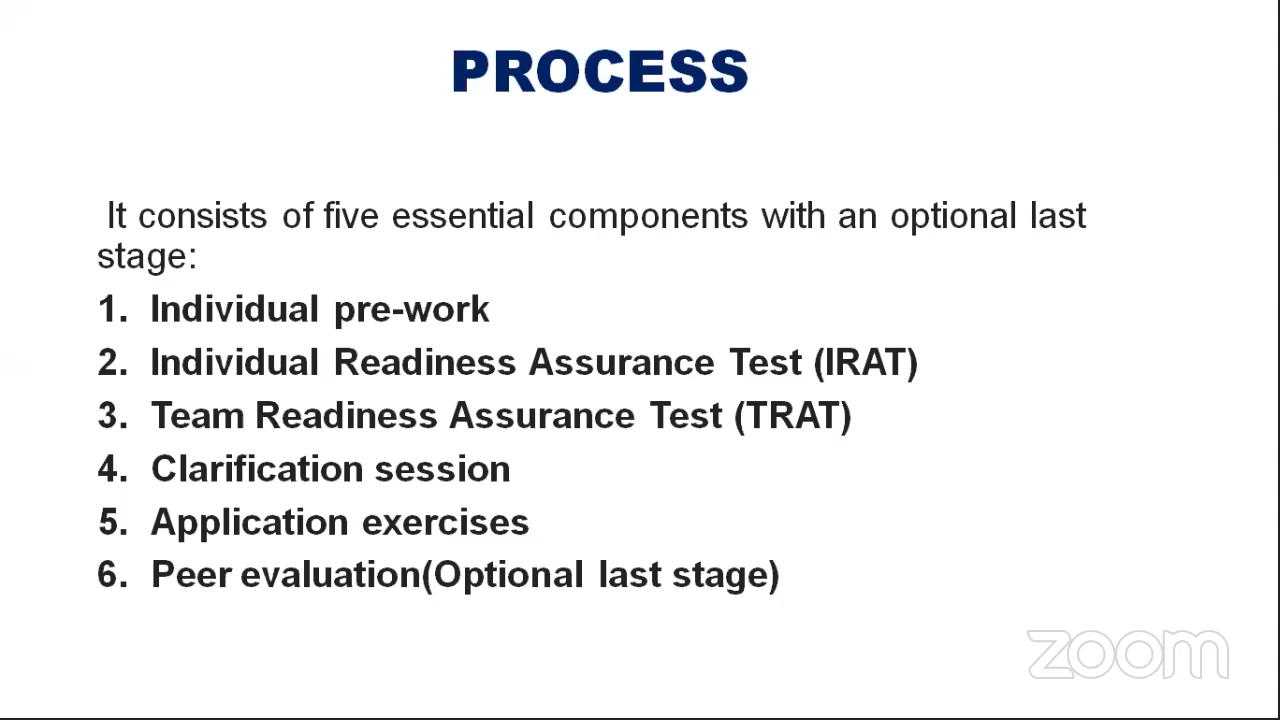 PROCESS
It consists of five essential components with an optional last
stage:
1. Individual pre-work
2. Individual Readiness Assurance Test (IRAT)
3. Team Readiness Assurance Test (TRAT)
4. Clarification session
5. Application exercises
6. Peer evaluation(Optional last stage)
zoom